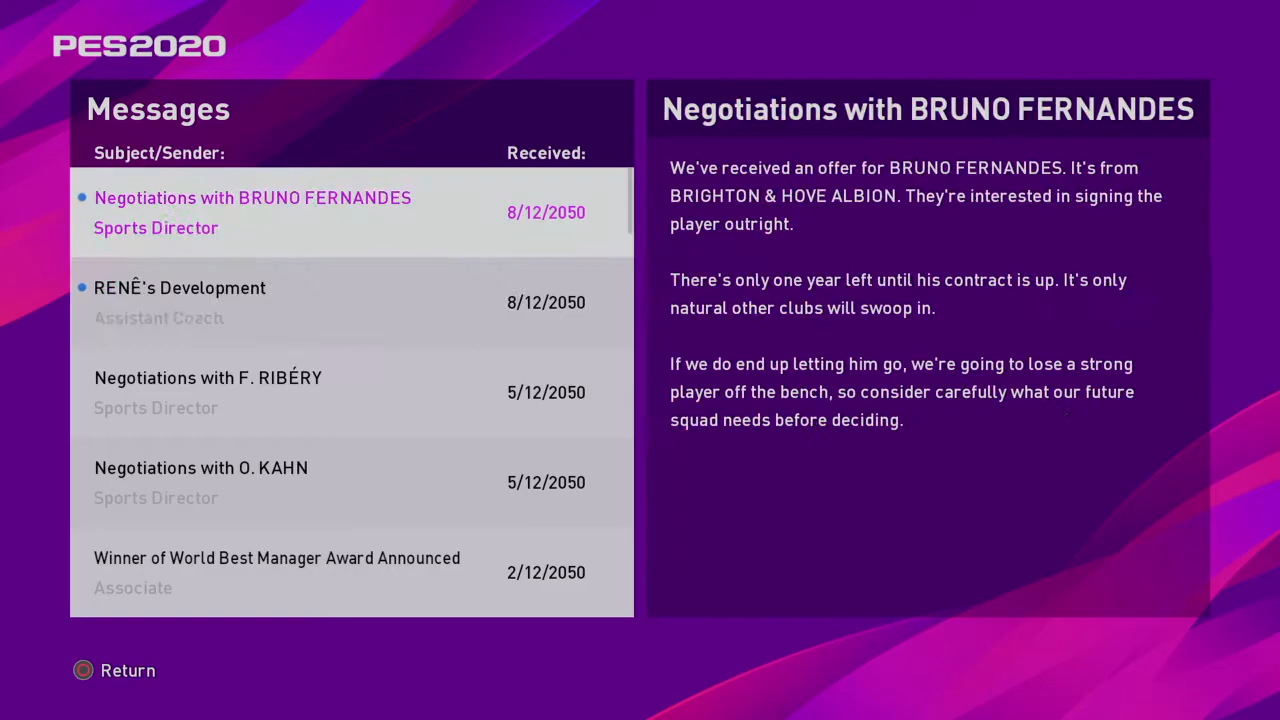 PES2020
Messages
Subject/Sender:
Received:
Negotiations with BRUNO FERNANDES
Sports Director
8/12/2050
RENÊ's Development
Assistant Coach
8/12/2050
Negotiations with F. RIBÉRY
Sports Director
5/12/2050
Negotiations with O. KAHN
Sports Director
5/12/2050
Winner of World Best Manager Award Announced
Associate
2/12/2050
Negotiations with BRUNO FERNANDES
We've received an offer for BRUNO FERNANDES. It's from
BRIGHTON & HOVE ALBION. They're interested in signing the
player outright.
There's only one year left until his contract is up. It's only
natural other clubs will swoop in.
If we do end up letting him go, we're going to lose a strong
player off the bench, so consider carefully what our future
squad needs before deciding.
Return